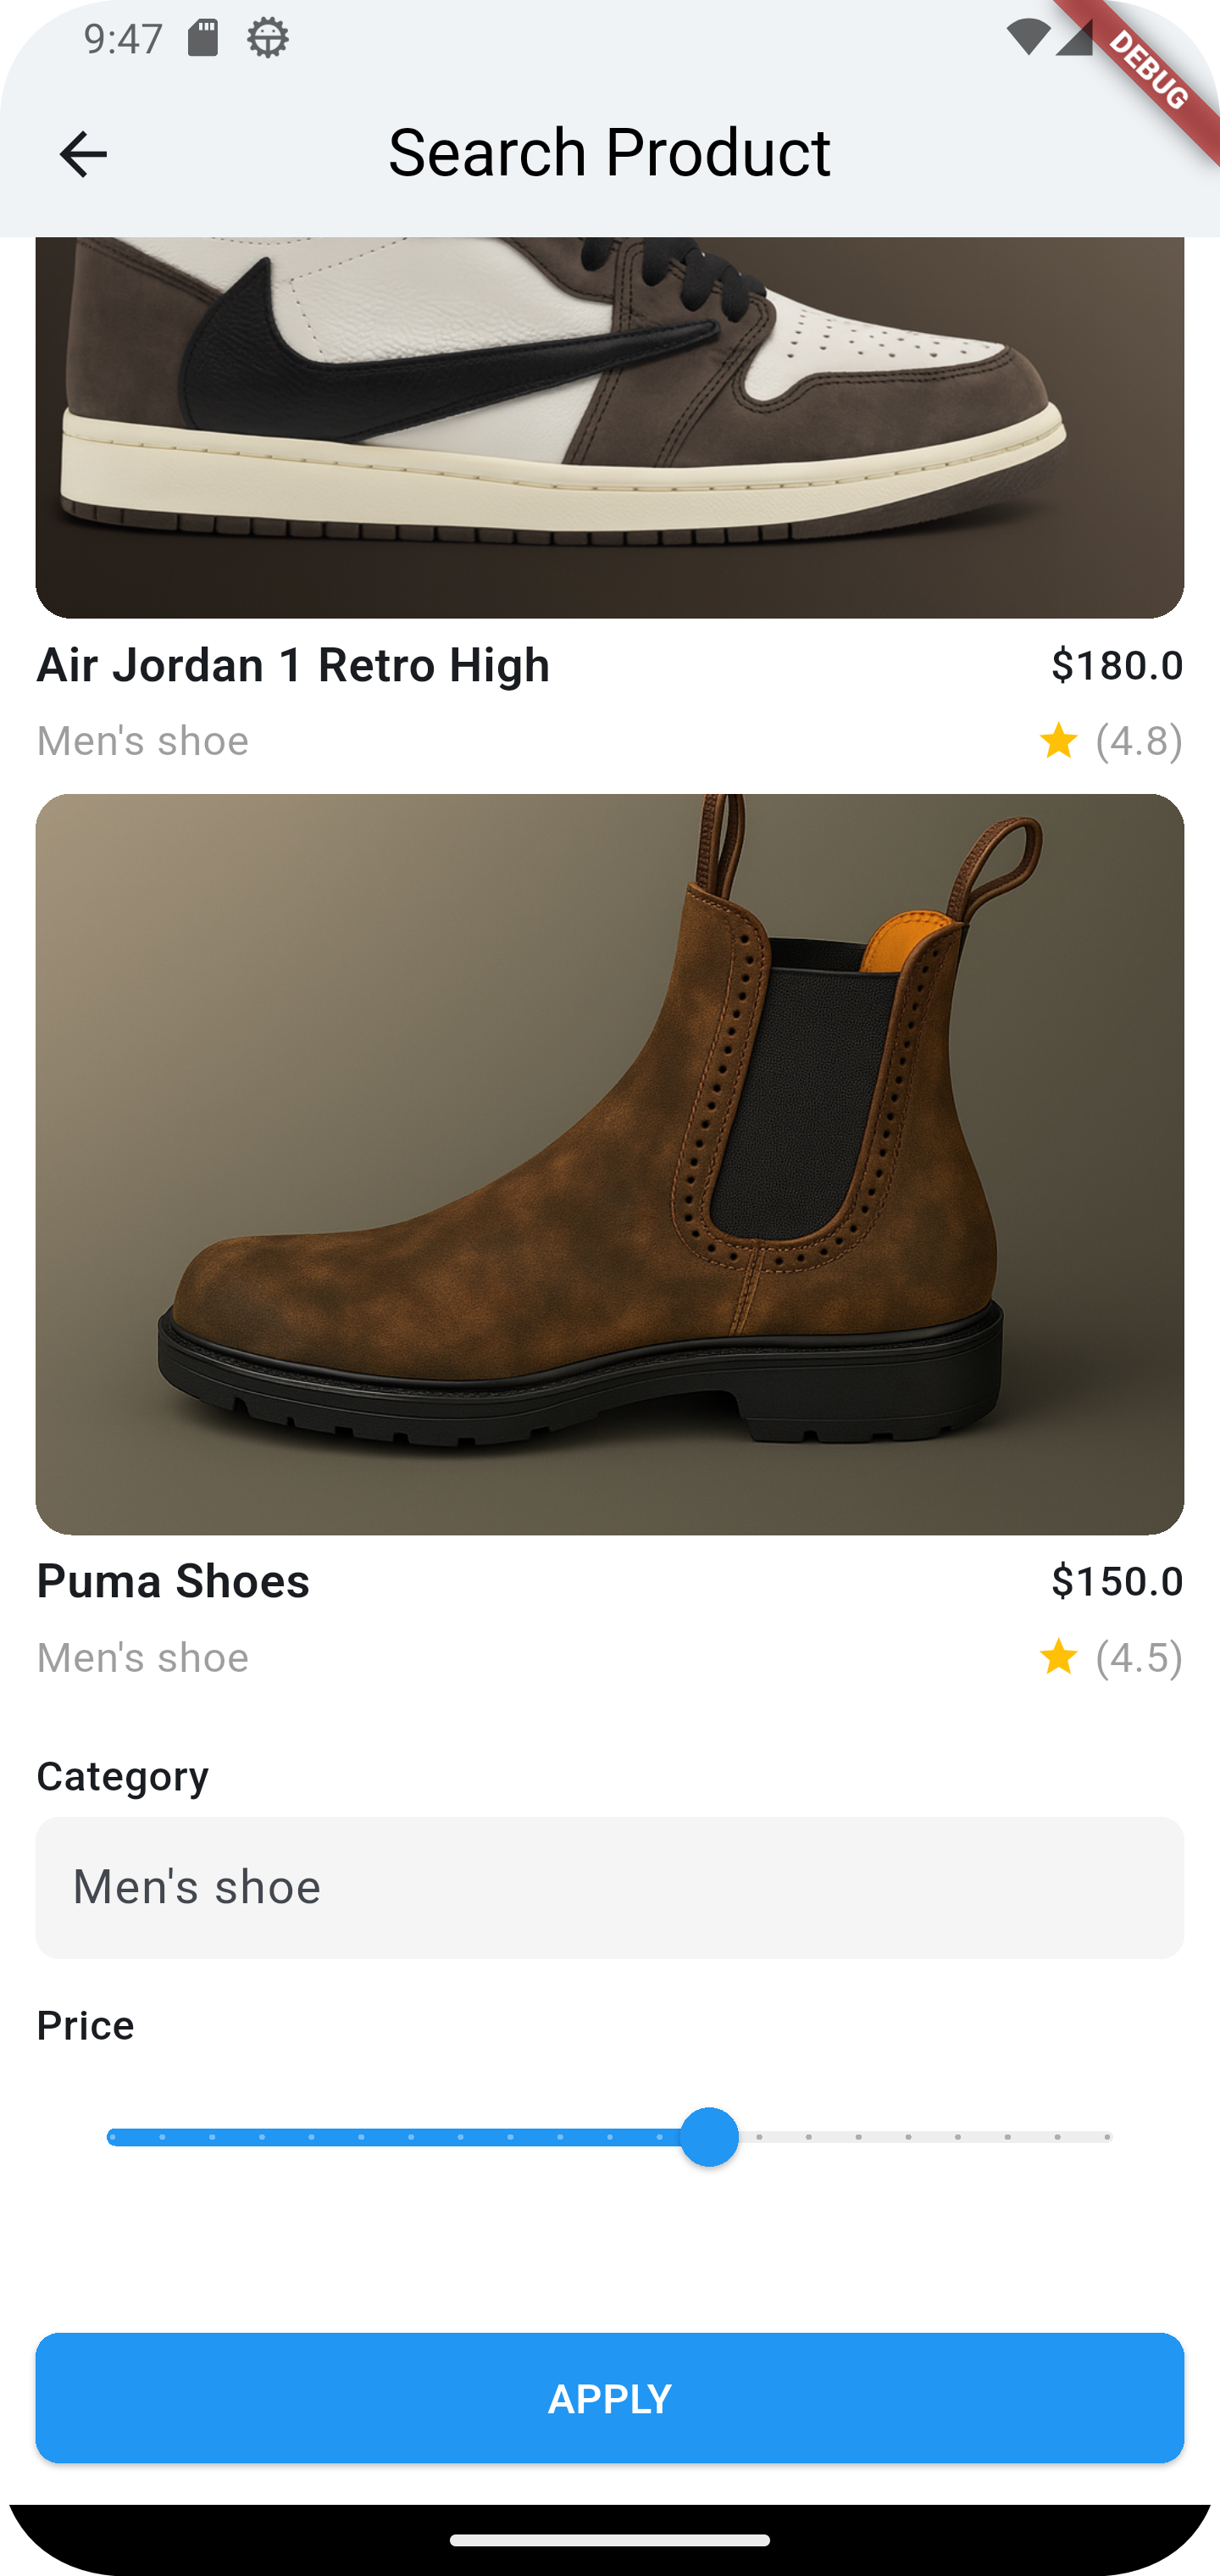 9:47
DEBUG
Search Product
Air Jordan 1 Retro High $180.0
Men's shoe (4.8)
Puma Shoes $150.0
Men's shoe (4.5)
Category
Men's shoe
Price
APPLY